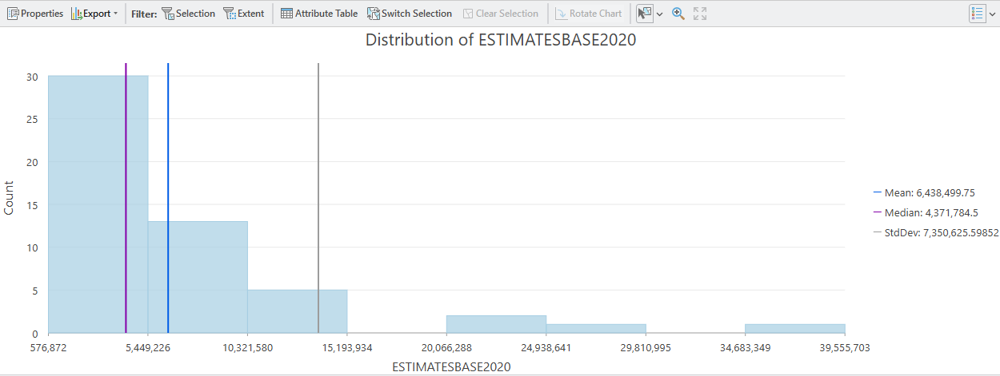 Properties Export Filter: Selection Extent Attribute Table Switch Selection Clear Selection Rotate Chart
Distribution of ESTIMATESBASE2020
30
25
20
15
10
5
0
Count
576,872 5,449,226 10,321,580 15,193,934 20,066,288 24,938,641 29,810,995 34,683,349 39,555,703
ESTIMATESBASE2020
Mean: 6,438,499.75
Median: 4,371,784.5
StdDev: 7,350,625.59852